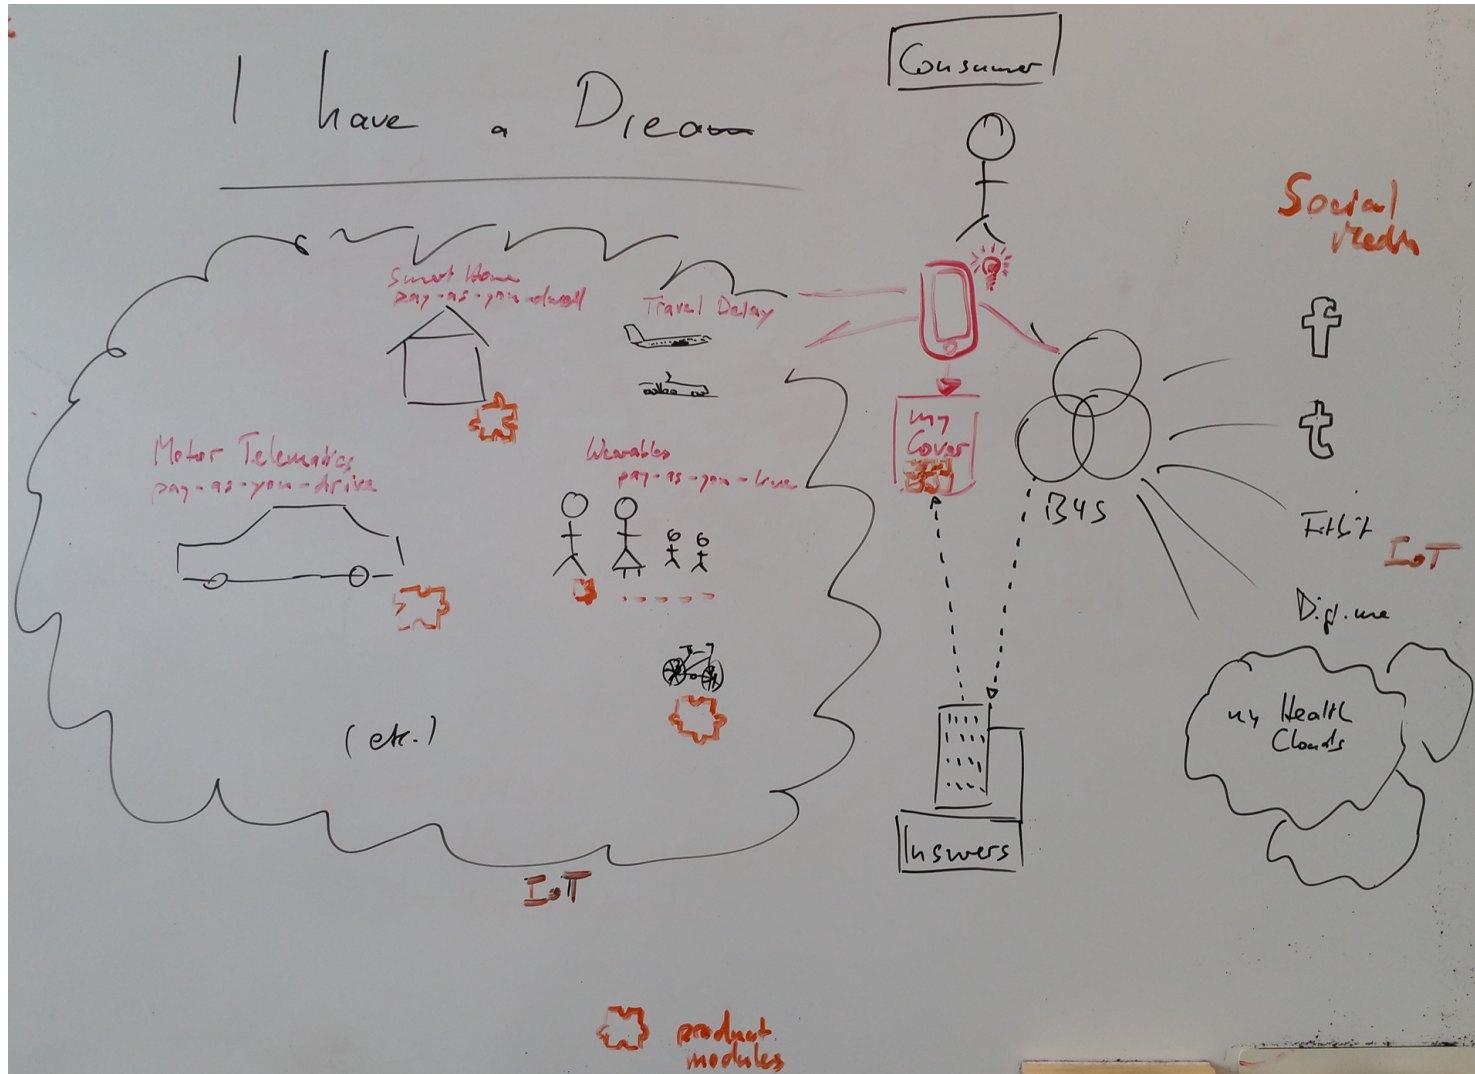 I have a Dream
Consumer
Social
Media
Smart Home
pay-as-you-dwell
Travel Delay
f
my
Cover
t
Motor Telematics
pay-as-you-drive
Wearables
pay-as-you-live
B4S
Fitbit
IoT
Digi.me
my Health
Clouds
(etc.)
Insurers
IoT
product
modules